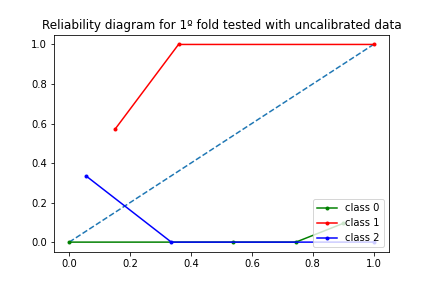 Reliability diagram for 1º fold tested with uncalibrated data
1.0
0.8
0.6
0.4
0.2
0.0
0.0 0.2 0.4 0.6 0.8 1.0
class 0
class 1
class 2